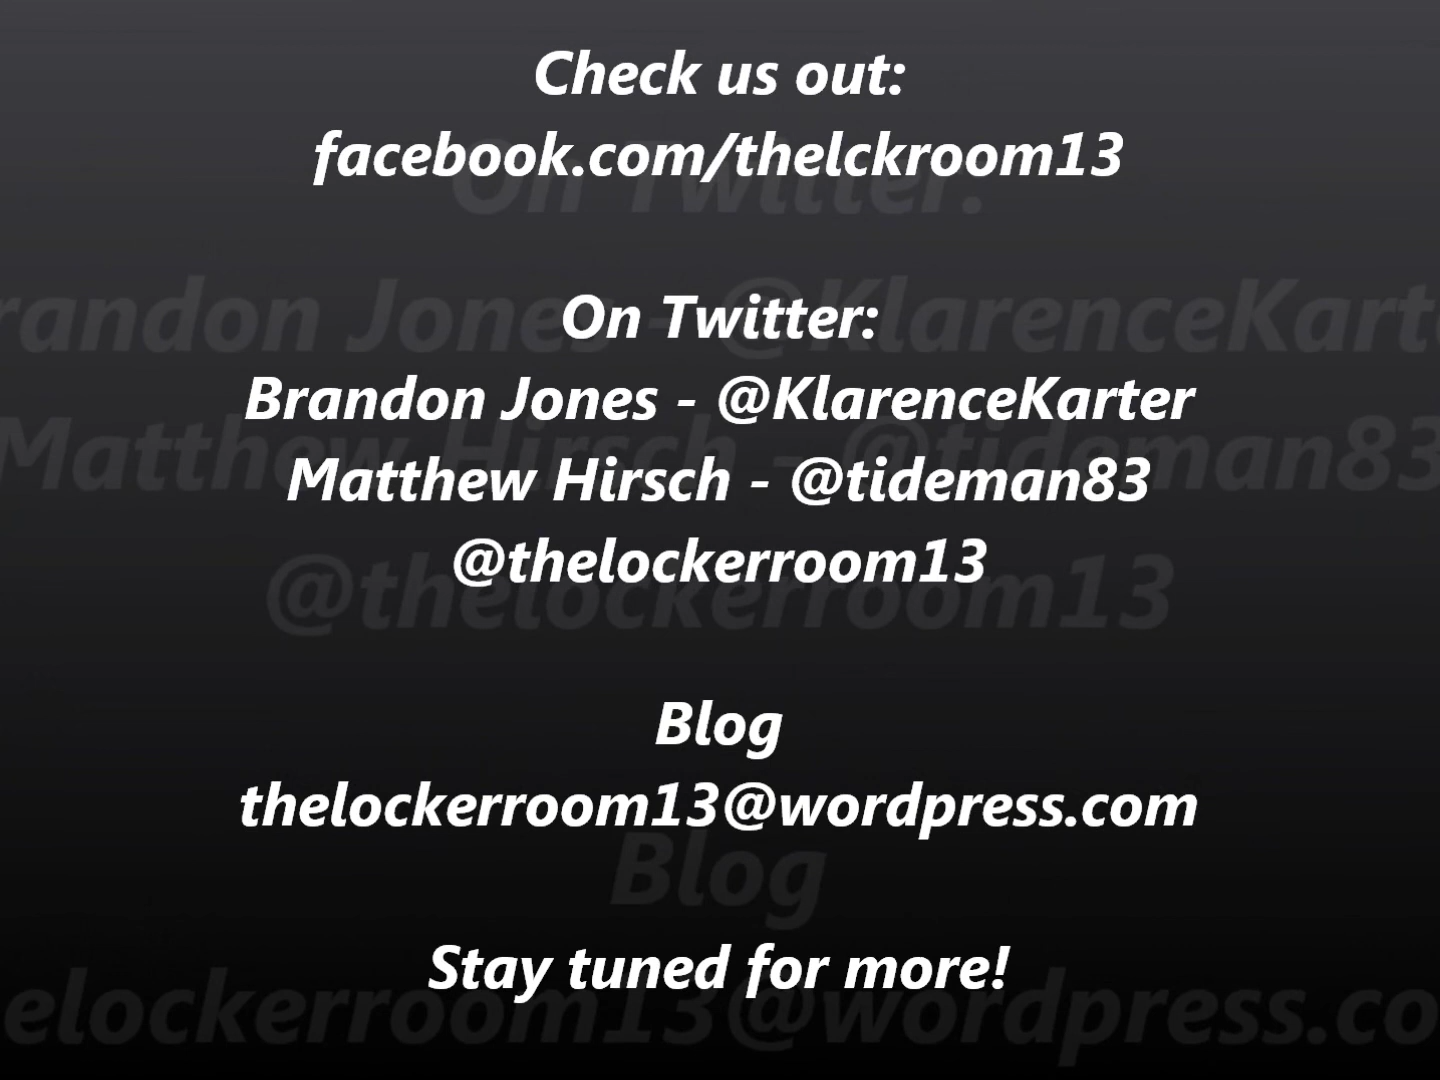 Check us out:
facebook.com/thelckroom13
On Twitter:
Brandon Jones - @KlarenceKarter
Matthew Hirsch - @tideman83
@thelockerroom13
Blog
thelockerroom13@wordpress.com
Stay tuned for more!